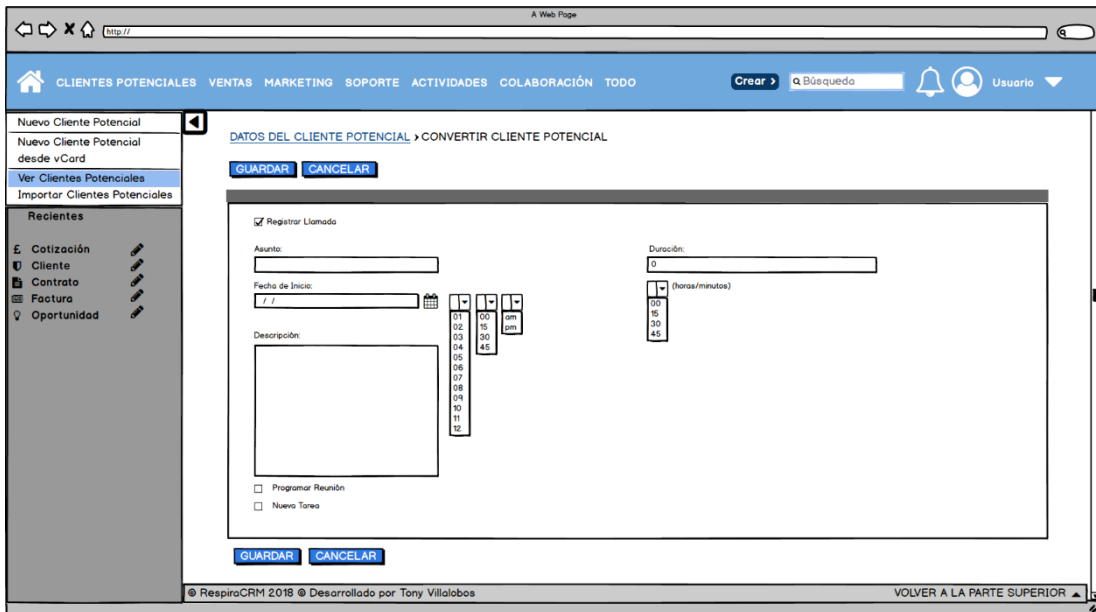 A Web Page
http://
CLIENTES POTENCIALES VENTAS MARKETING SOPORTE ACTIVIDADES COLABORACIÓN TODO
Crear >
Búsqueda
Usuario
Nuevo Cliente Potencial
Nuevo Cliente Potencial
desde vCard
Ver Clientes Potenciales
Importar Clientes Potenciales
Recientes
£ Cotización
Cliente
Contrato
Factura
Oportunidad
DATOS DEL CLIENTE POTENCIAL > CONVERTIR CLIENTE POTENCIAL
GUARDAR CANCELAR
Registrar Llamada
Asunto:
Fecha de Inicio:
/ /
01
02
03
04
05
06
07
08
09
10
11
12
00
15
30
45
am
pm
Descripción:
Programar Reunión
Nueva Tarea
Duración:
0
(horas/minutos)
00
15
30
45
GUARDAR CANCELAR
© RespiraCRM 2018 © Desarrollado por Tony Villalobos
VOLVER A LA PARTE SUPERIOR